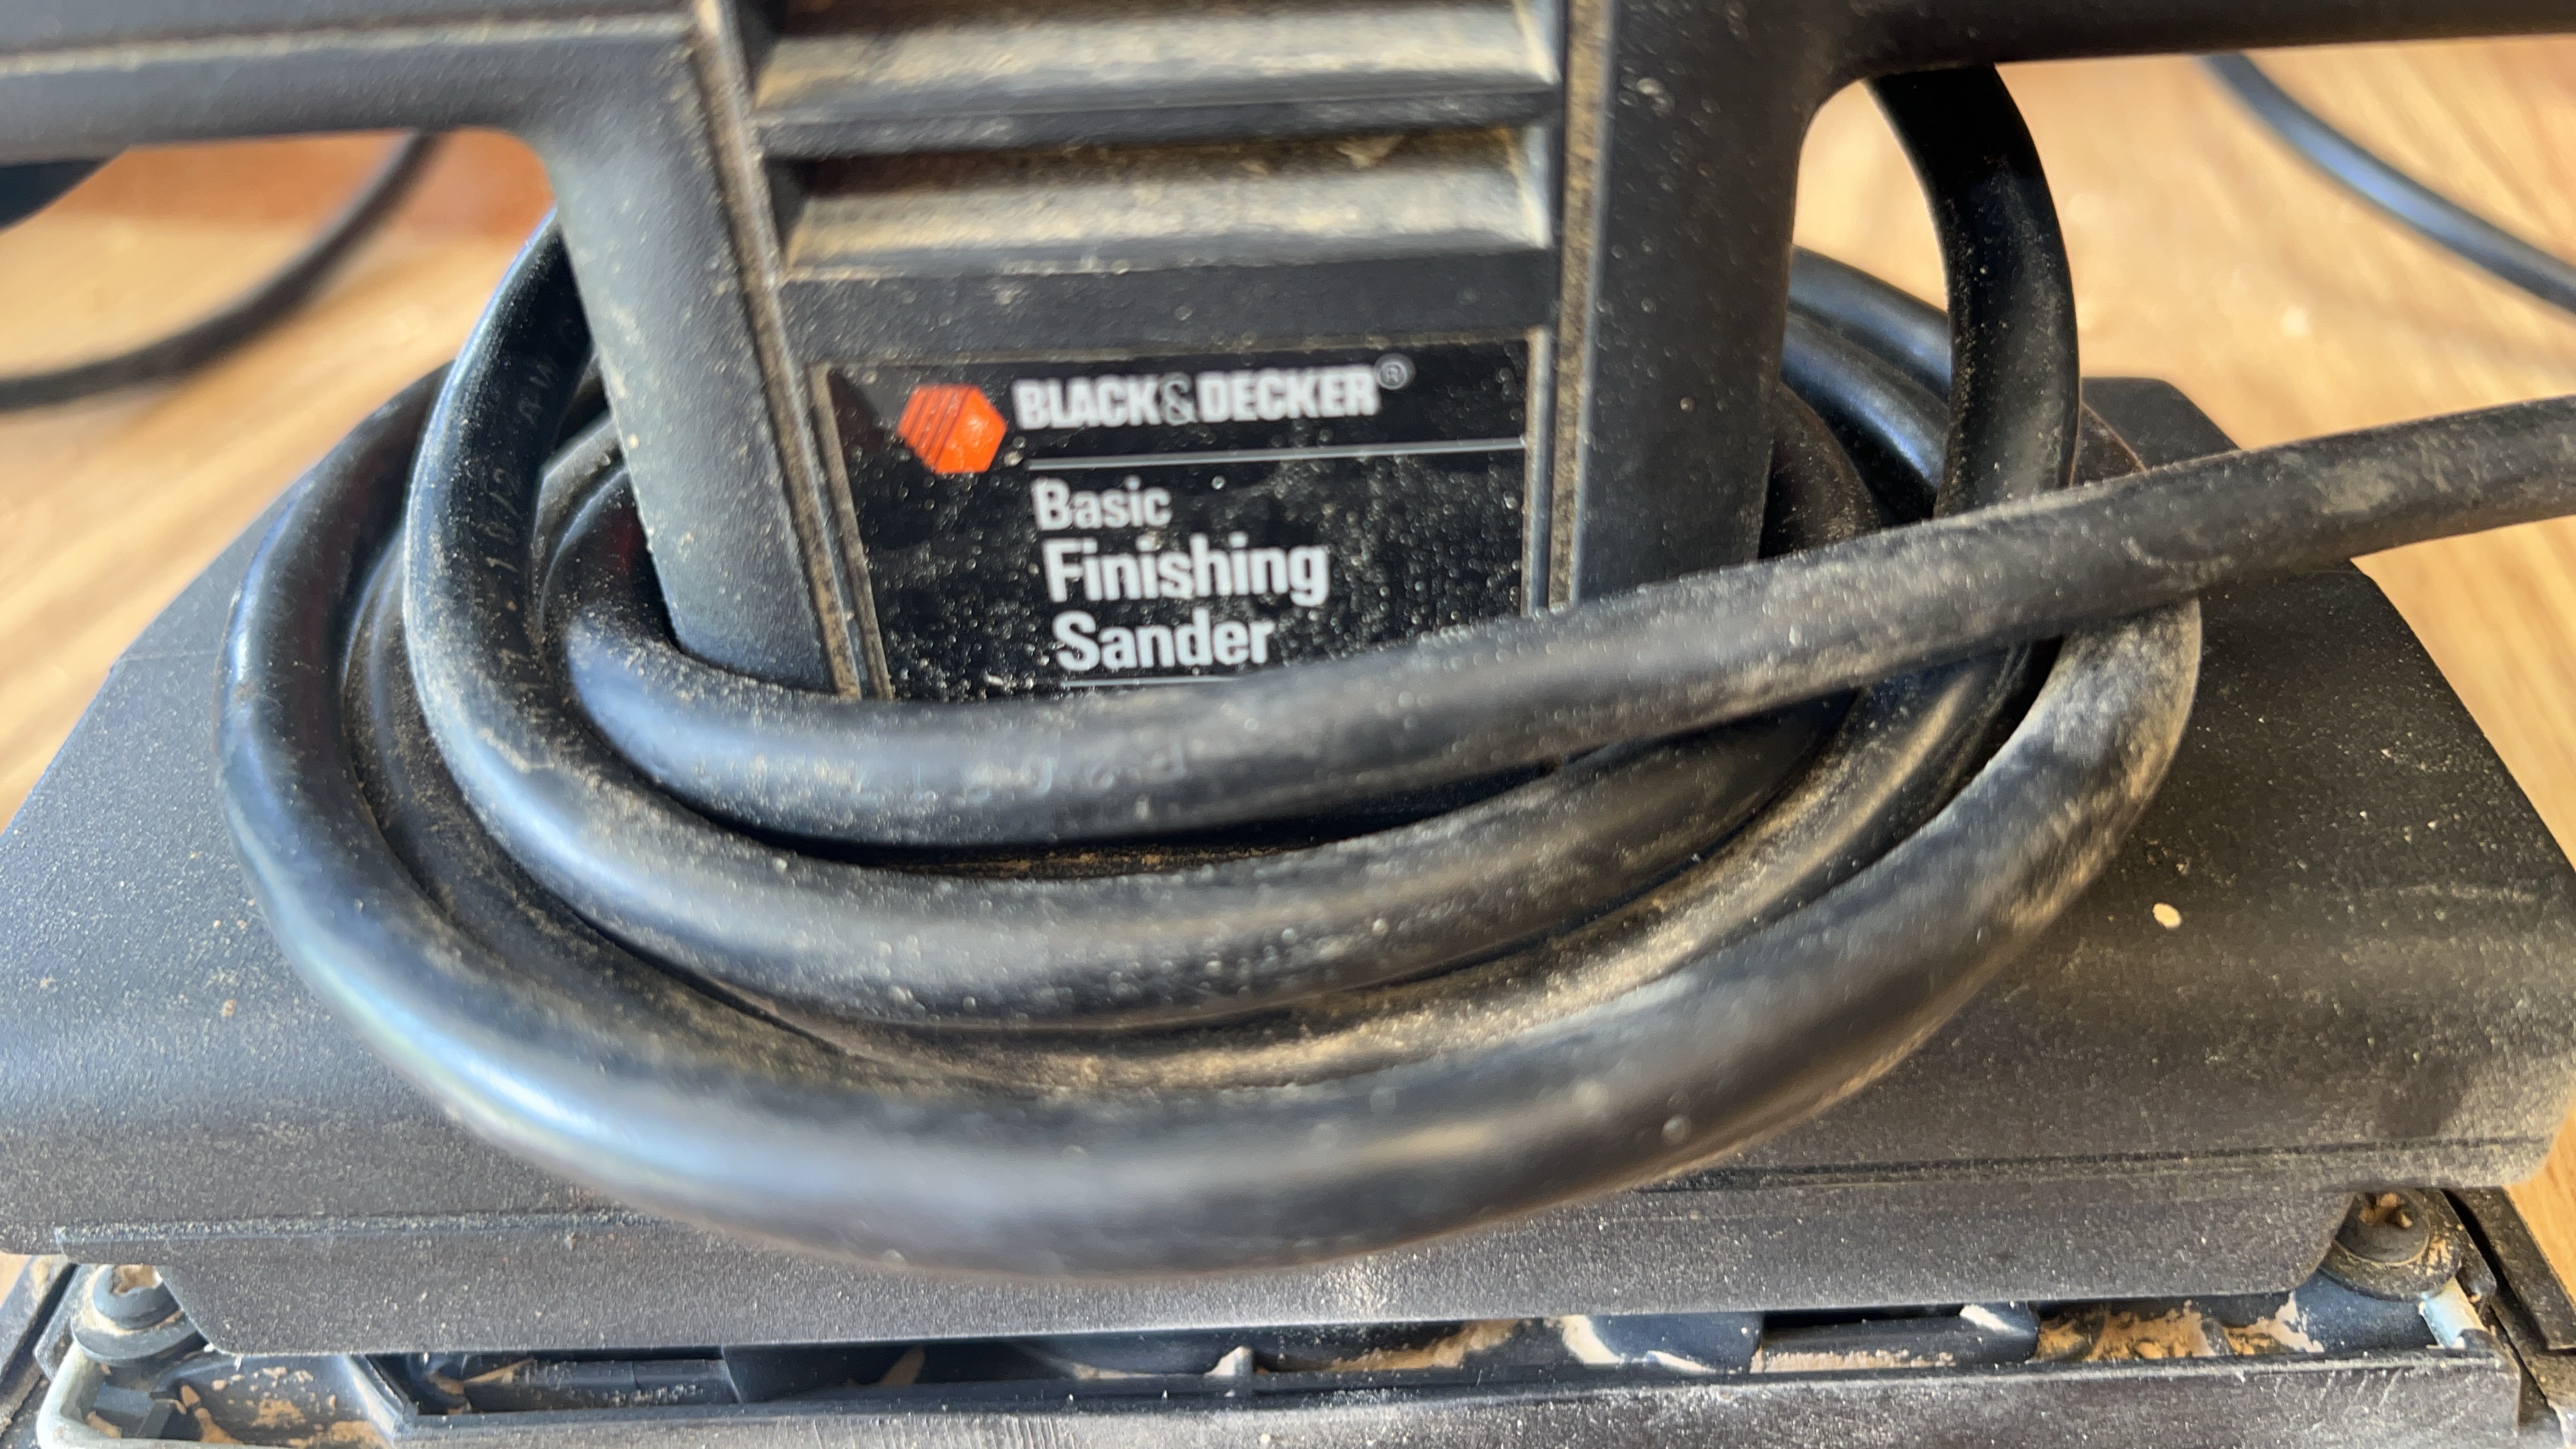 BLACK&DECKER®
Basic
Finishing
Sander